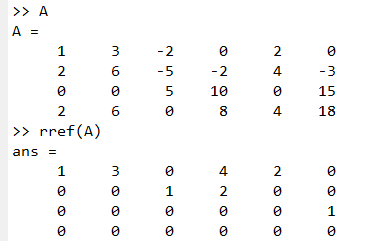 >> A
A =
1 3 -2 0 2 0
2 6 -5 -2 4 -3
0 0 5 10 0 15
2 6 0 8 4 18
>> rref(A)
ans =
1 3 0 4 2 0
0 0 1 2 0 0
0 0 0 0 0 1
0 0 0 0 0 0